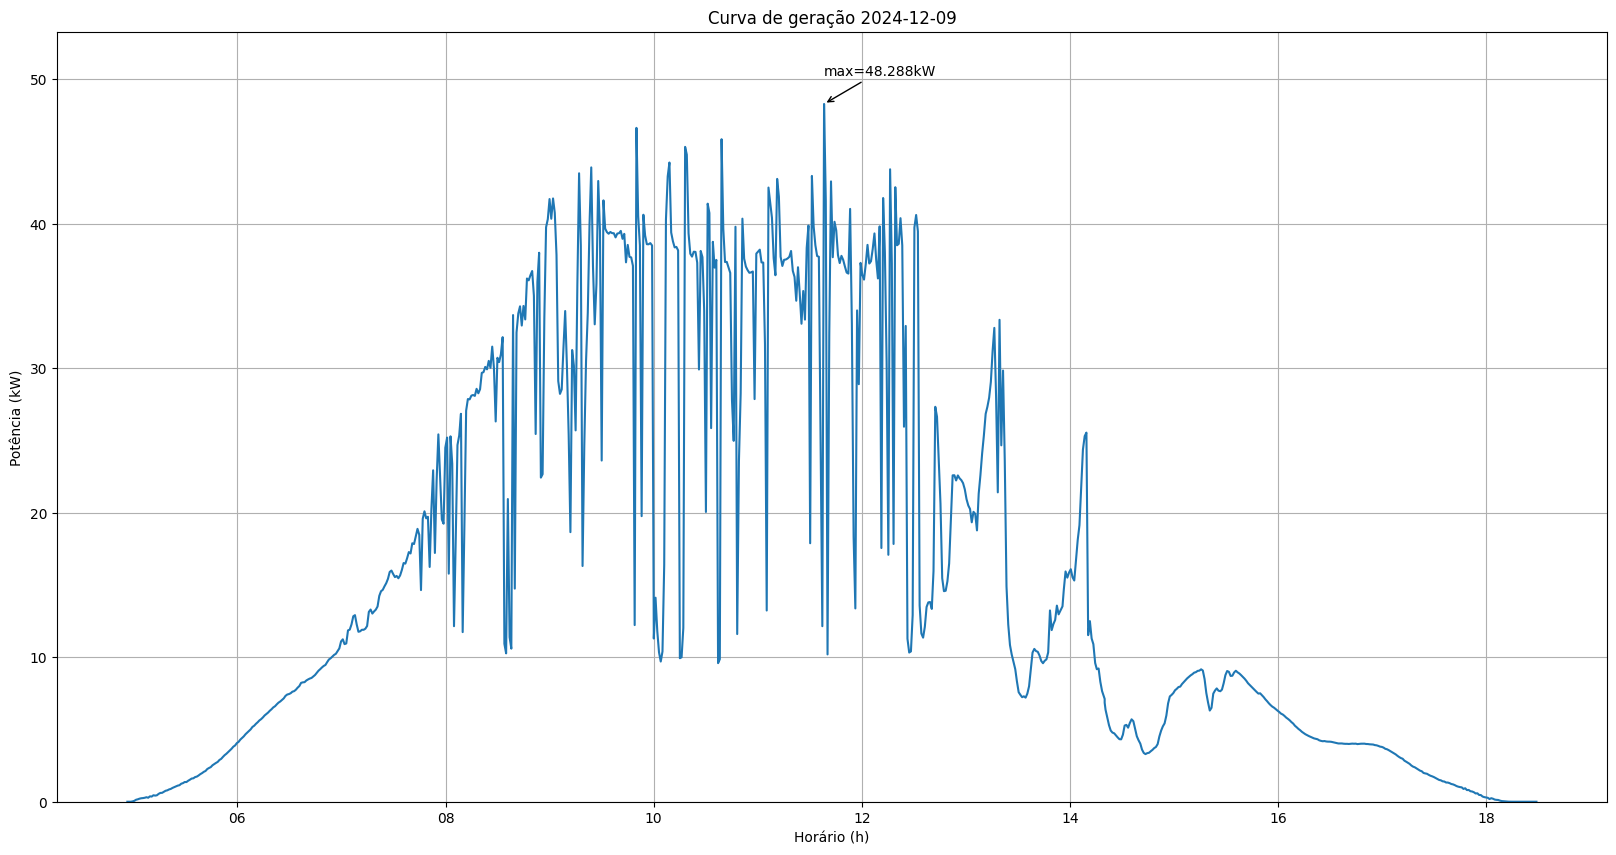 Curva de geração 2024-12-09
max=48.288kW
50
40
30
20
10
0
Potência (kW)
06 08 10 12 14 16 18
Horário (h)